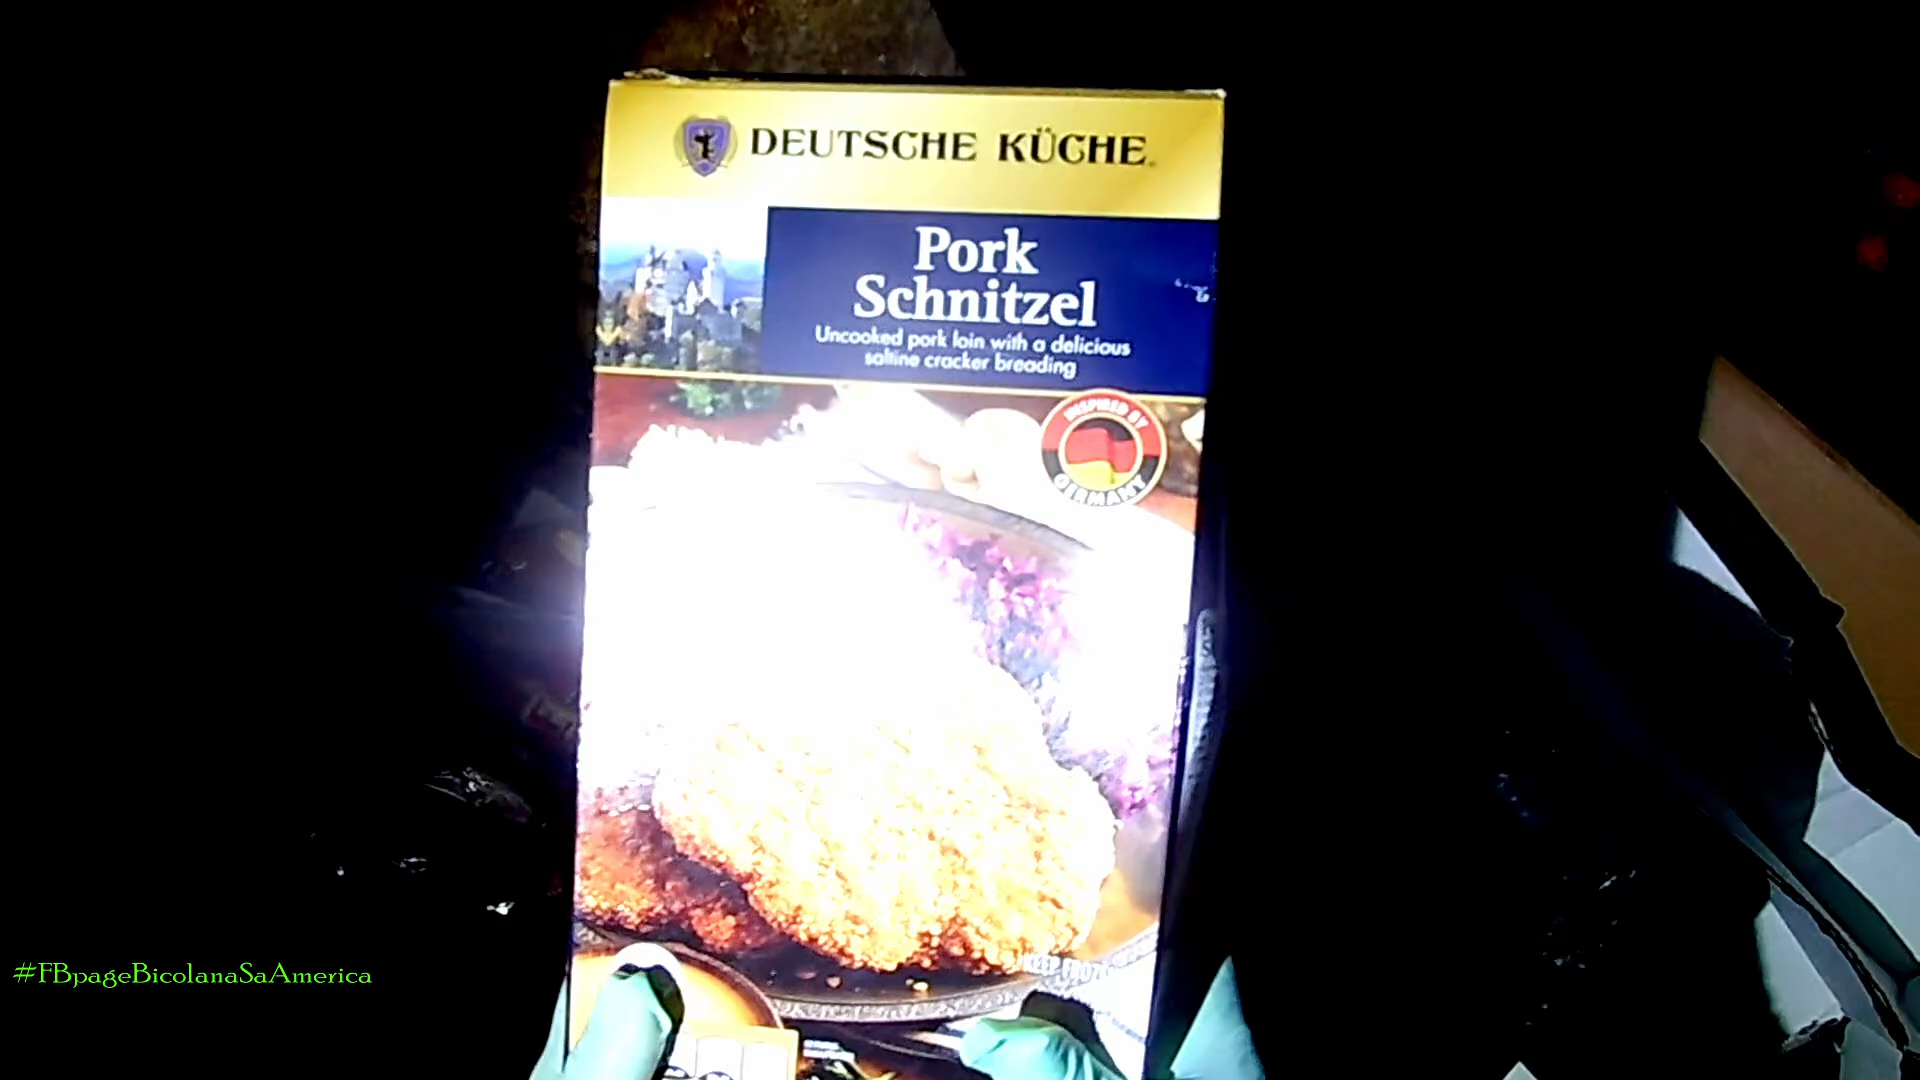 DEUTSCHE KÜCHE
Pork
Schnitzel
Uncooked pork loin with a delicious
saltine cracker breading
INSPIRED BY
GERMANY
KEEP FROZEN
#FBpageBicolanaSaAmerica